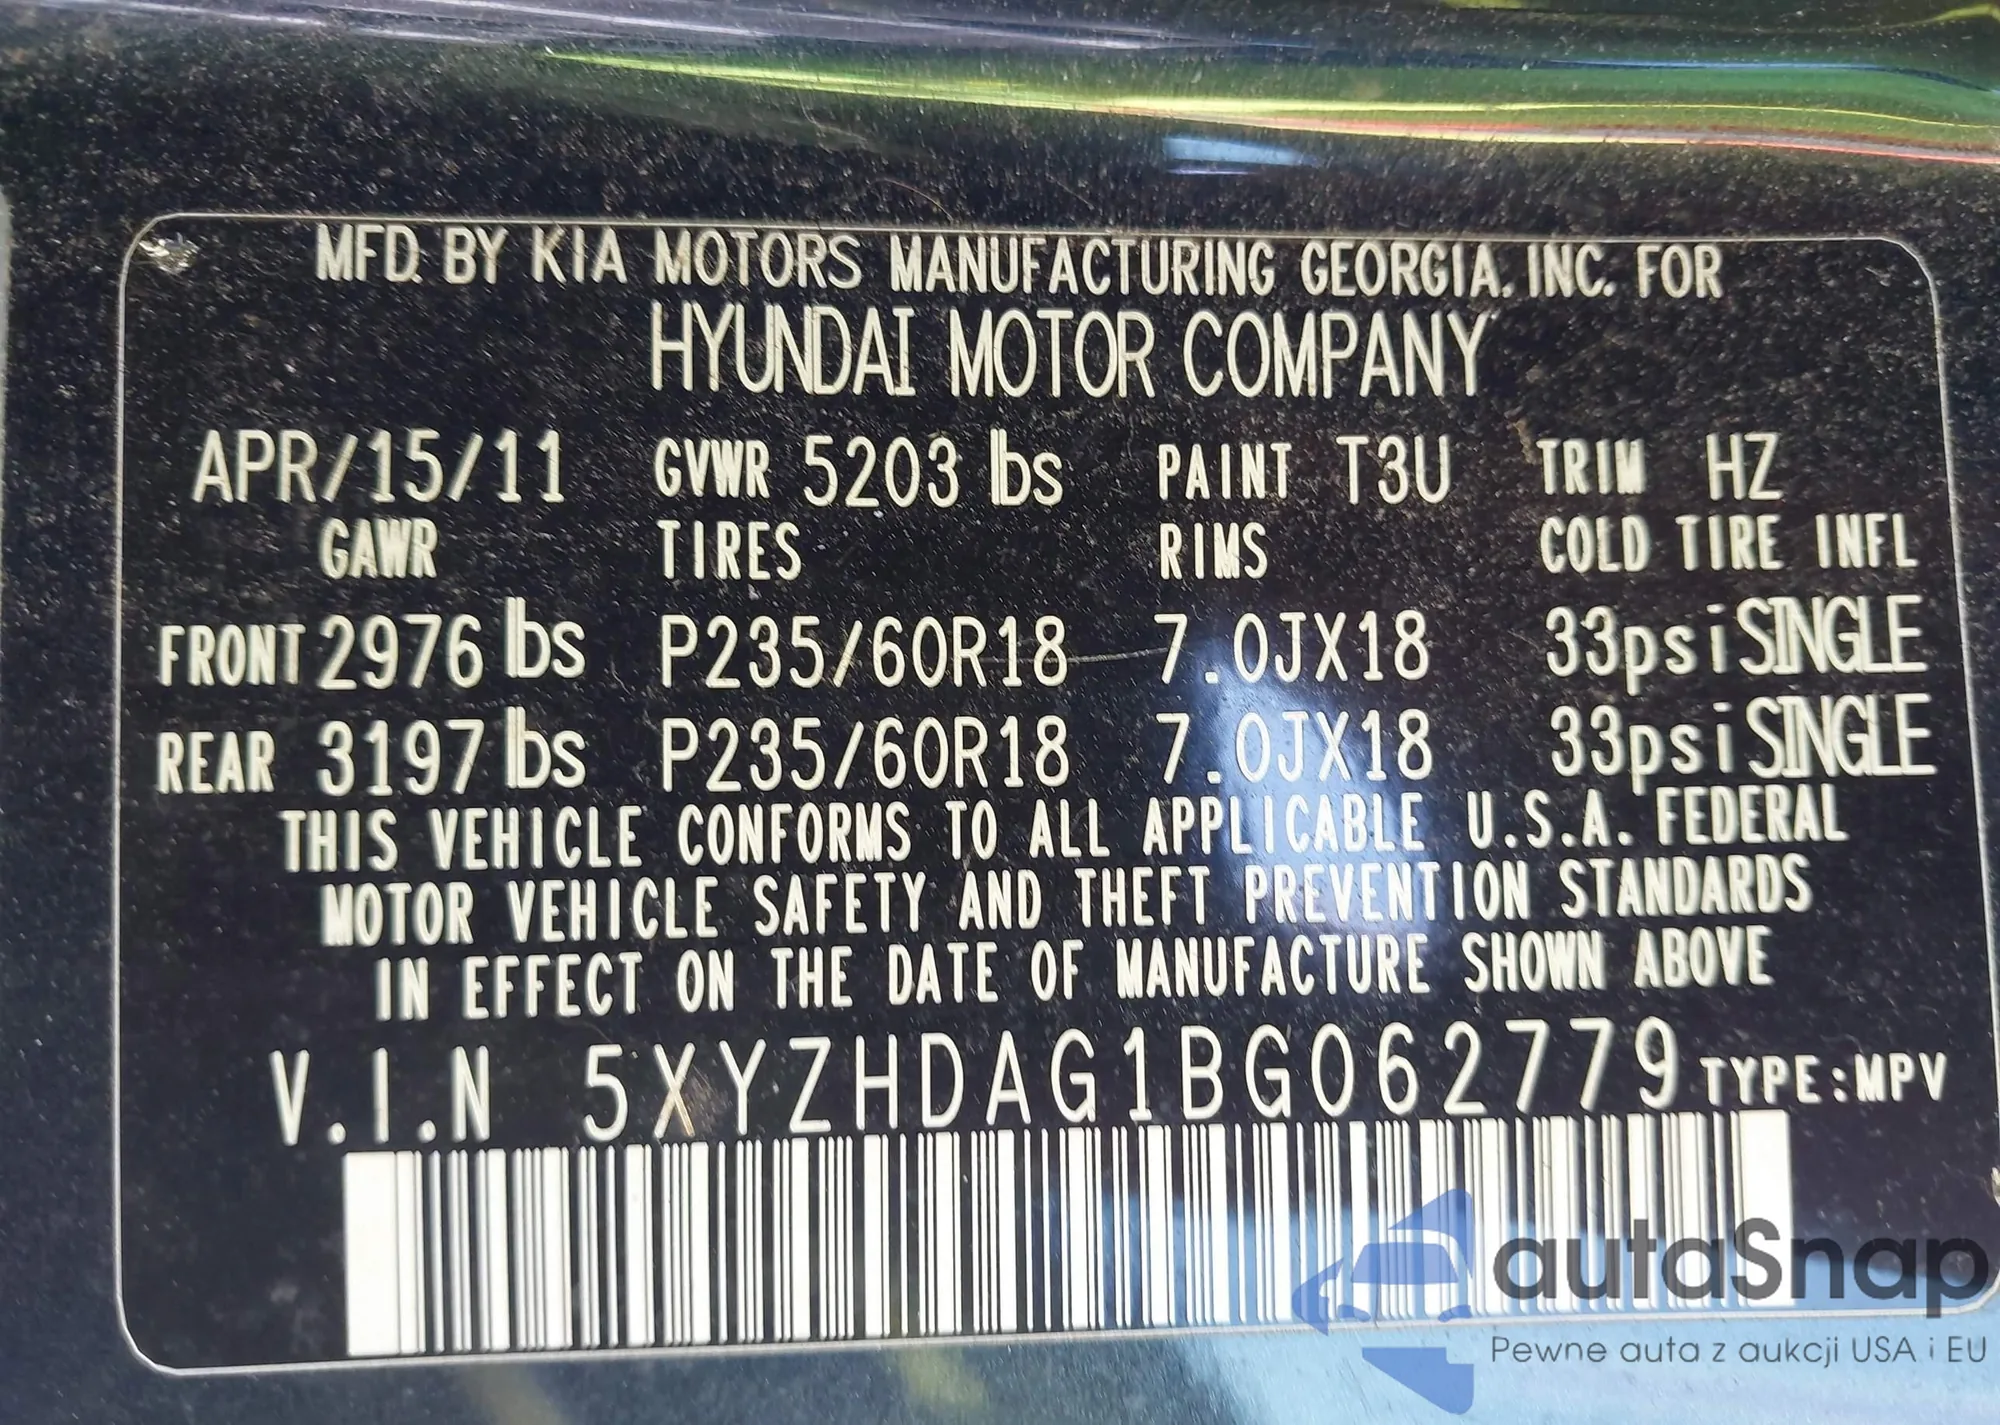 MFD. BY KIA MOTORS MANUFACTURING GEORGIA. INC. FOR
HYUNDAI MOTOR COMPANY
APR/15/11 GVWR 5203 lbs PAINT T3U TRIM HZ
GAWR TIRES RIMS COLD TIRE INFL
FRONT 2976 lbs P235/60R18 7.0JX18 33psi SINGLE
REAR 3197 lbs P235/60R18 7.0JX18 33psi SINGLE
THIS VEHICLE CONFORMS TO ALL APPLICABLE U.S.A. FEDERAL
MOTOR VEHICLE SAFETY AND THEFT PREVENTION STANDARDS
IN EFFECT ON THE DATE OF MANUFACTURE SHOWN ABOVE
V.I.N 5XYZHDAG1BG062779 TYPE:MPV
autaSnap
Pewne auta z aukcji USA i EU